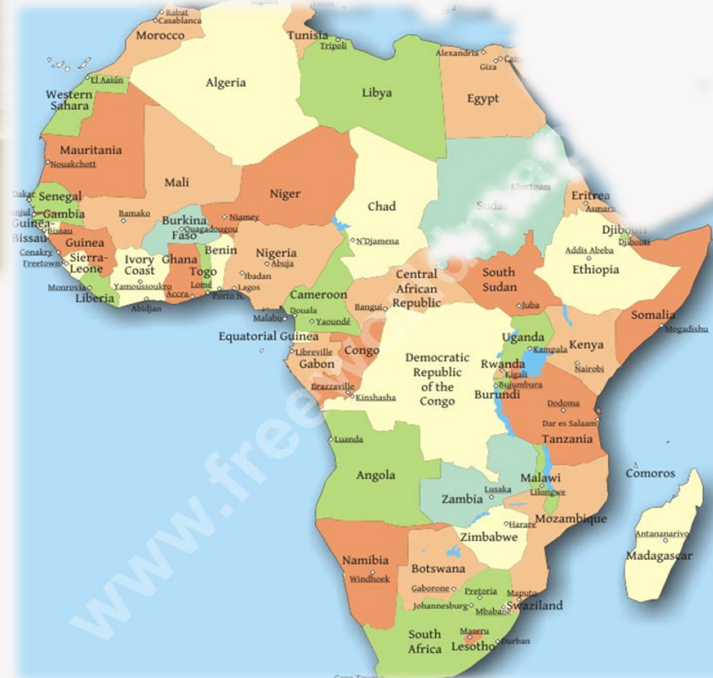 Rabat
Casablanca
Morocco
Tunisia
Tripoli
Alexandria
Giza
Algeria
Libya
Egypt
El Aaiún
Western
Sahara
Mauritania
Nouakchott
Mali
Niger
Chad
Sudan
Khartoum
Eritrea
Asmara
Senegal
Gambia
Guinea-
Bissau
Bissau
Bamako
Burkina
Faso
Ouagadougou
Niamey
N'Djamena
Djibouti
Djibouti
Addis Abeba
Ethiopia
Guinea
Conakry
Freetown
Sierra-
Leone
Ivory
Coast
Yamoussoukro
Ghana
Togo
Benin
Nigeria
Abuja
Ibadan
Lagos
Lomé
Porto N.
Accra
Abidjan
Monrovia
Liberia
Cameroon
Douala
Yaoundé
Malabo
Central
African
Republic
Bangui
South
Sudan
Juba
Somalia
Mogadishu
Equatorial Guinea
Libreville
Gabon
Congo
Brazzaville
Kinshasha
Democratic
Republic
of the
Congo
Uganda
Kampala
Kenya
Nairobi
Rwanda
Kigali
Bujumbura
Burundi
Dodoma
Dar es Salaam
Tanzania
Luanda
Angola
Zambia
Lusaka
Malawi
Lilongwe
Comoros
Mozambique
Harare
Zimbabwe
Antananarivo
Madagascar
Namibia
Windhoek
Botswana
Gaborone
Pretoria
Johannesburg
Maputo
Mbabane
Swaziland
South
Africa
Maseru
Lesotho
Durban
www.free